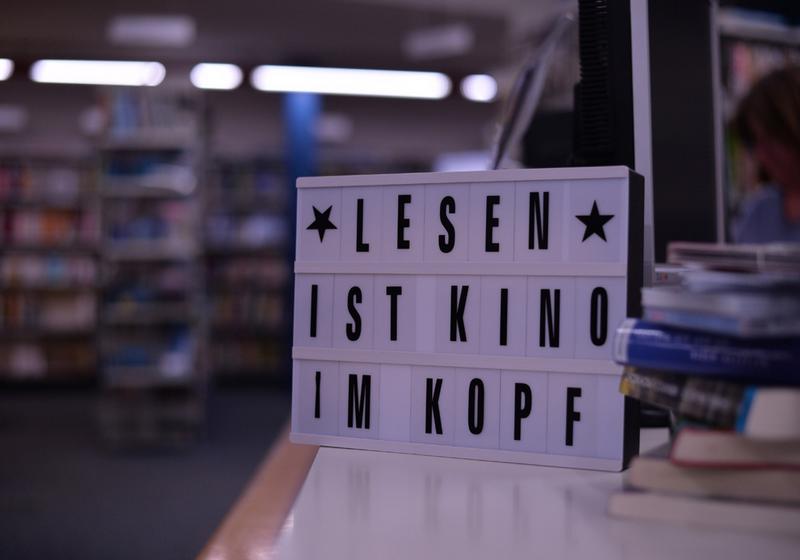 ★ LESEN ★
IST KINO
IM KOPF